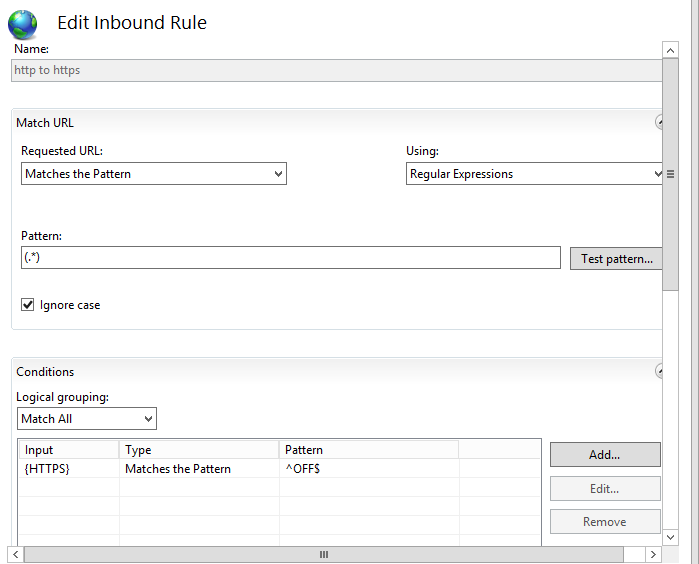 Edit Inbound Rule
Name:
http to https
Match URL
Requested URL:
Using:
Matches the Pattern
Regular Expressions
Pattern:
(.*)
Test pattern...
Ignore case
Conditions
Logical grouping:
Match All
Input Type Pattern
{HTTPS} Matches the Pattern ^OFF$
Add...
Edit...
Remove